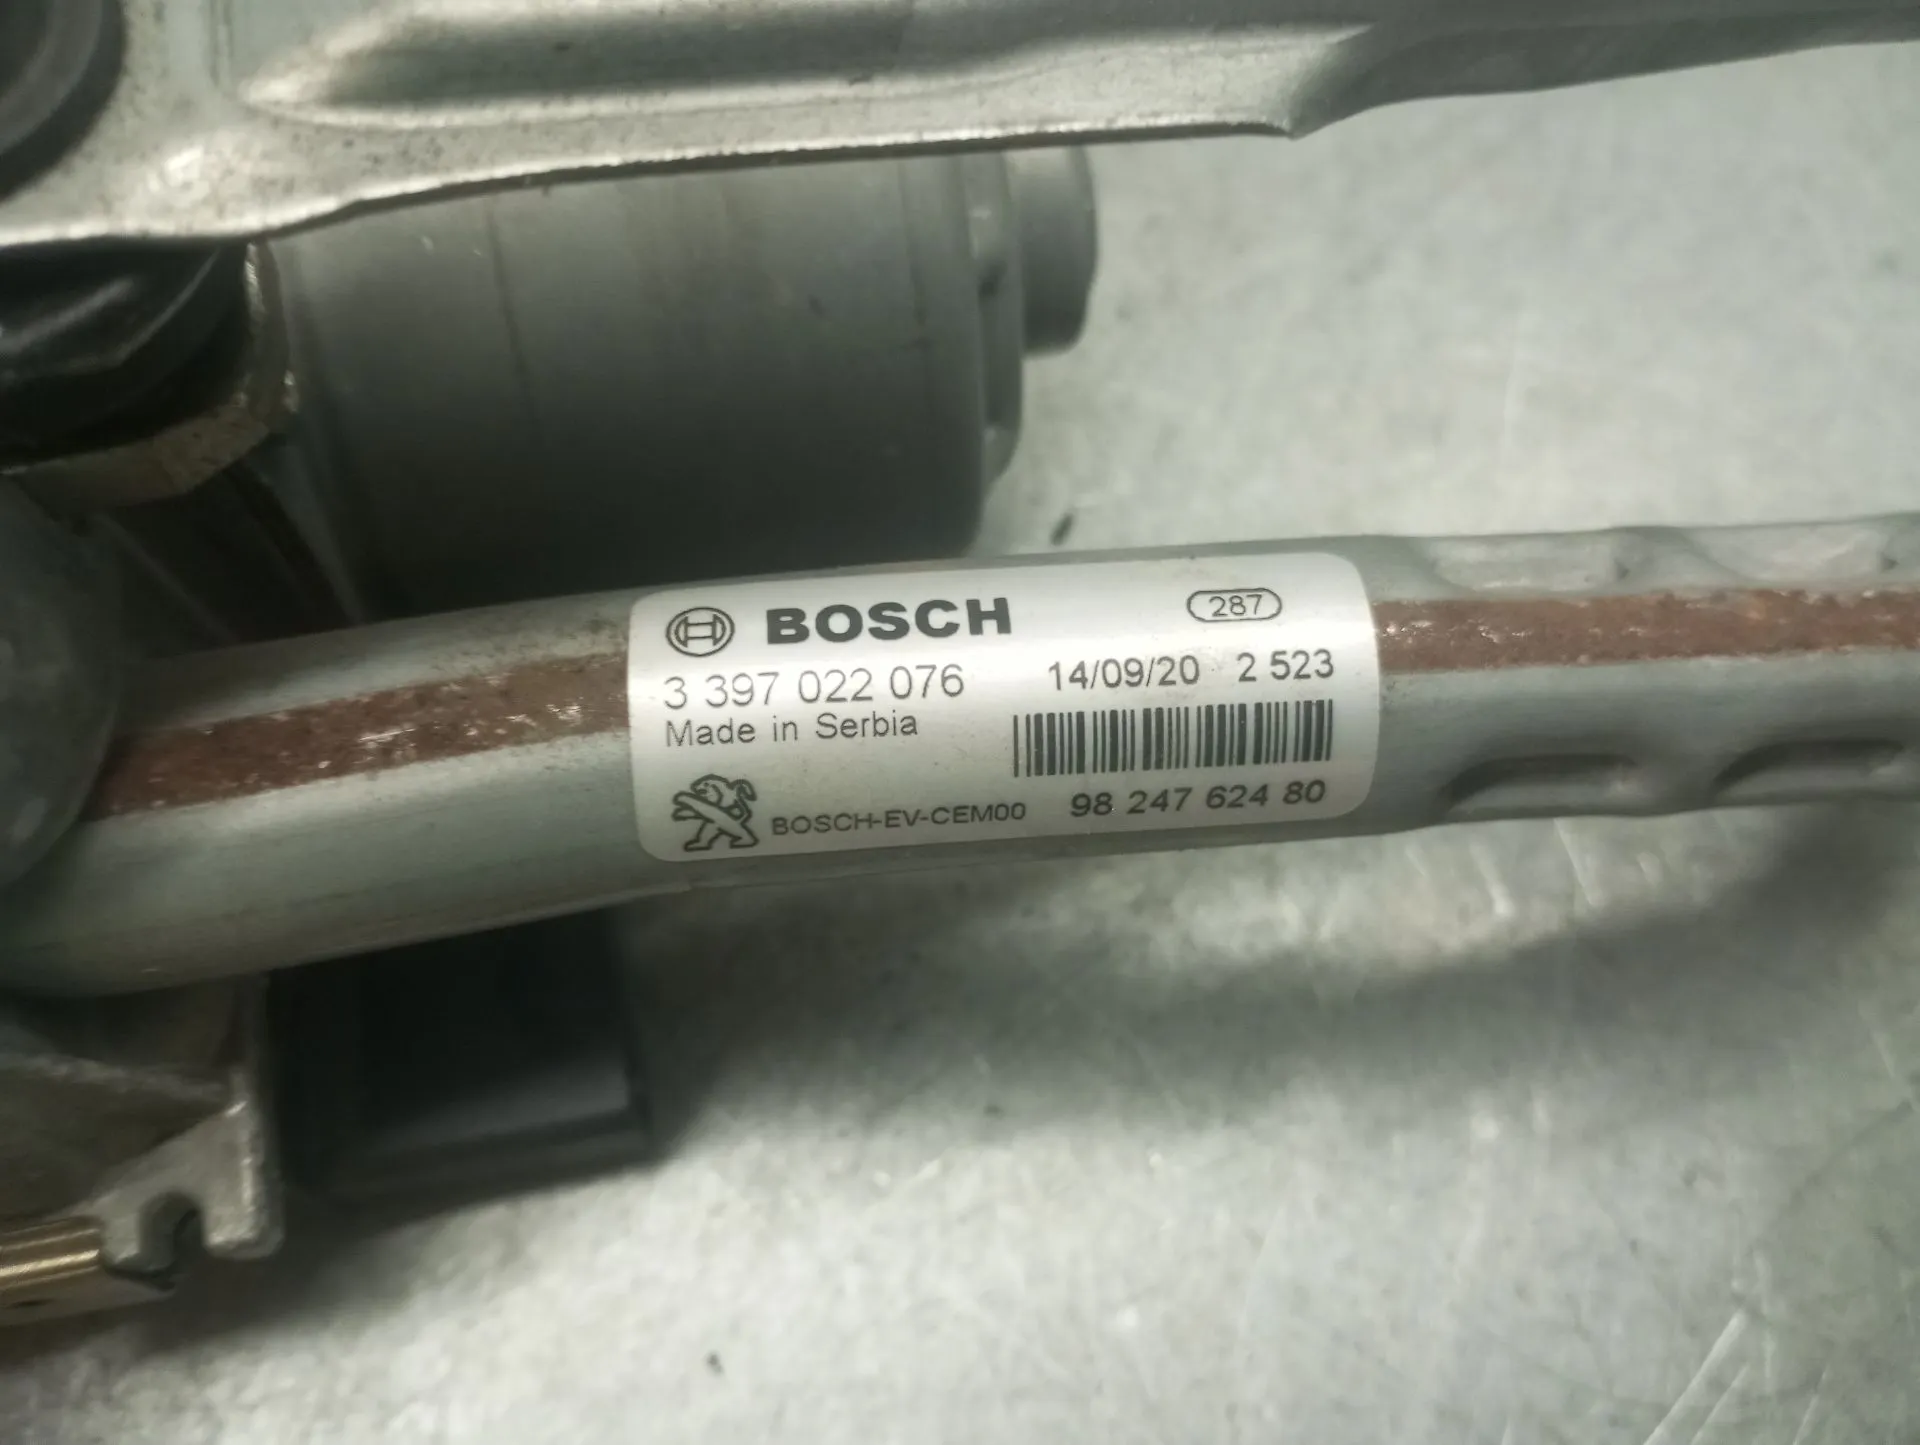 BOSCH 287
3 397 022 076 14/09/20 2 523
Made in Serbia
BOSCH-EV-CEM00 98 247 624 80